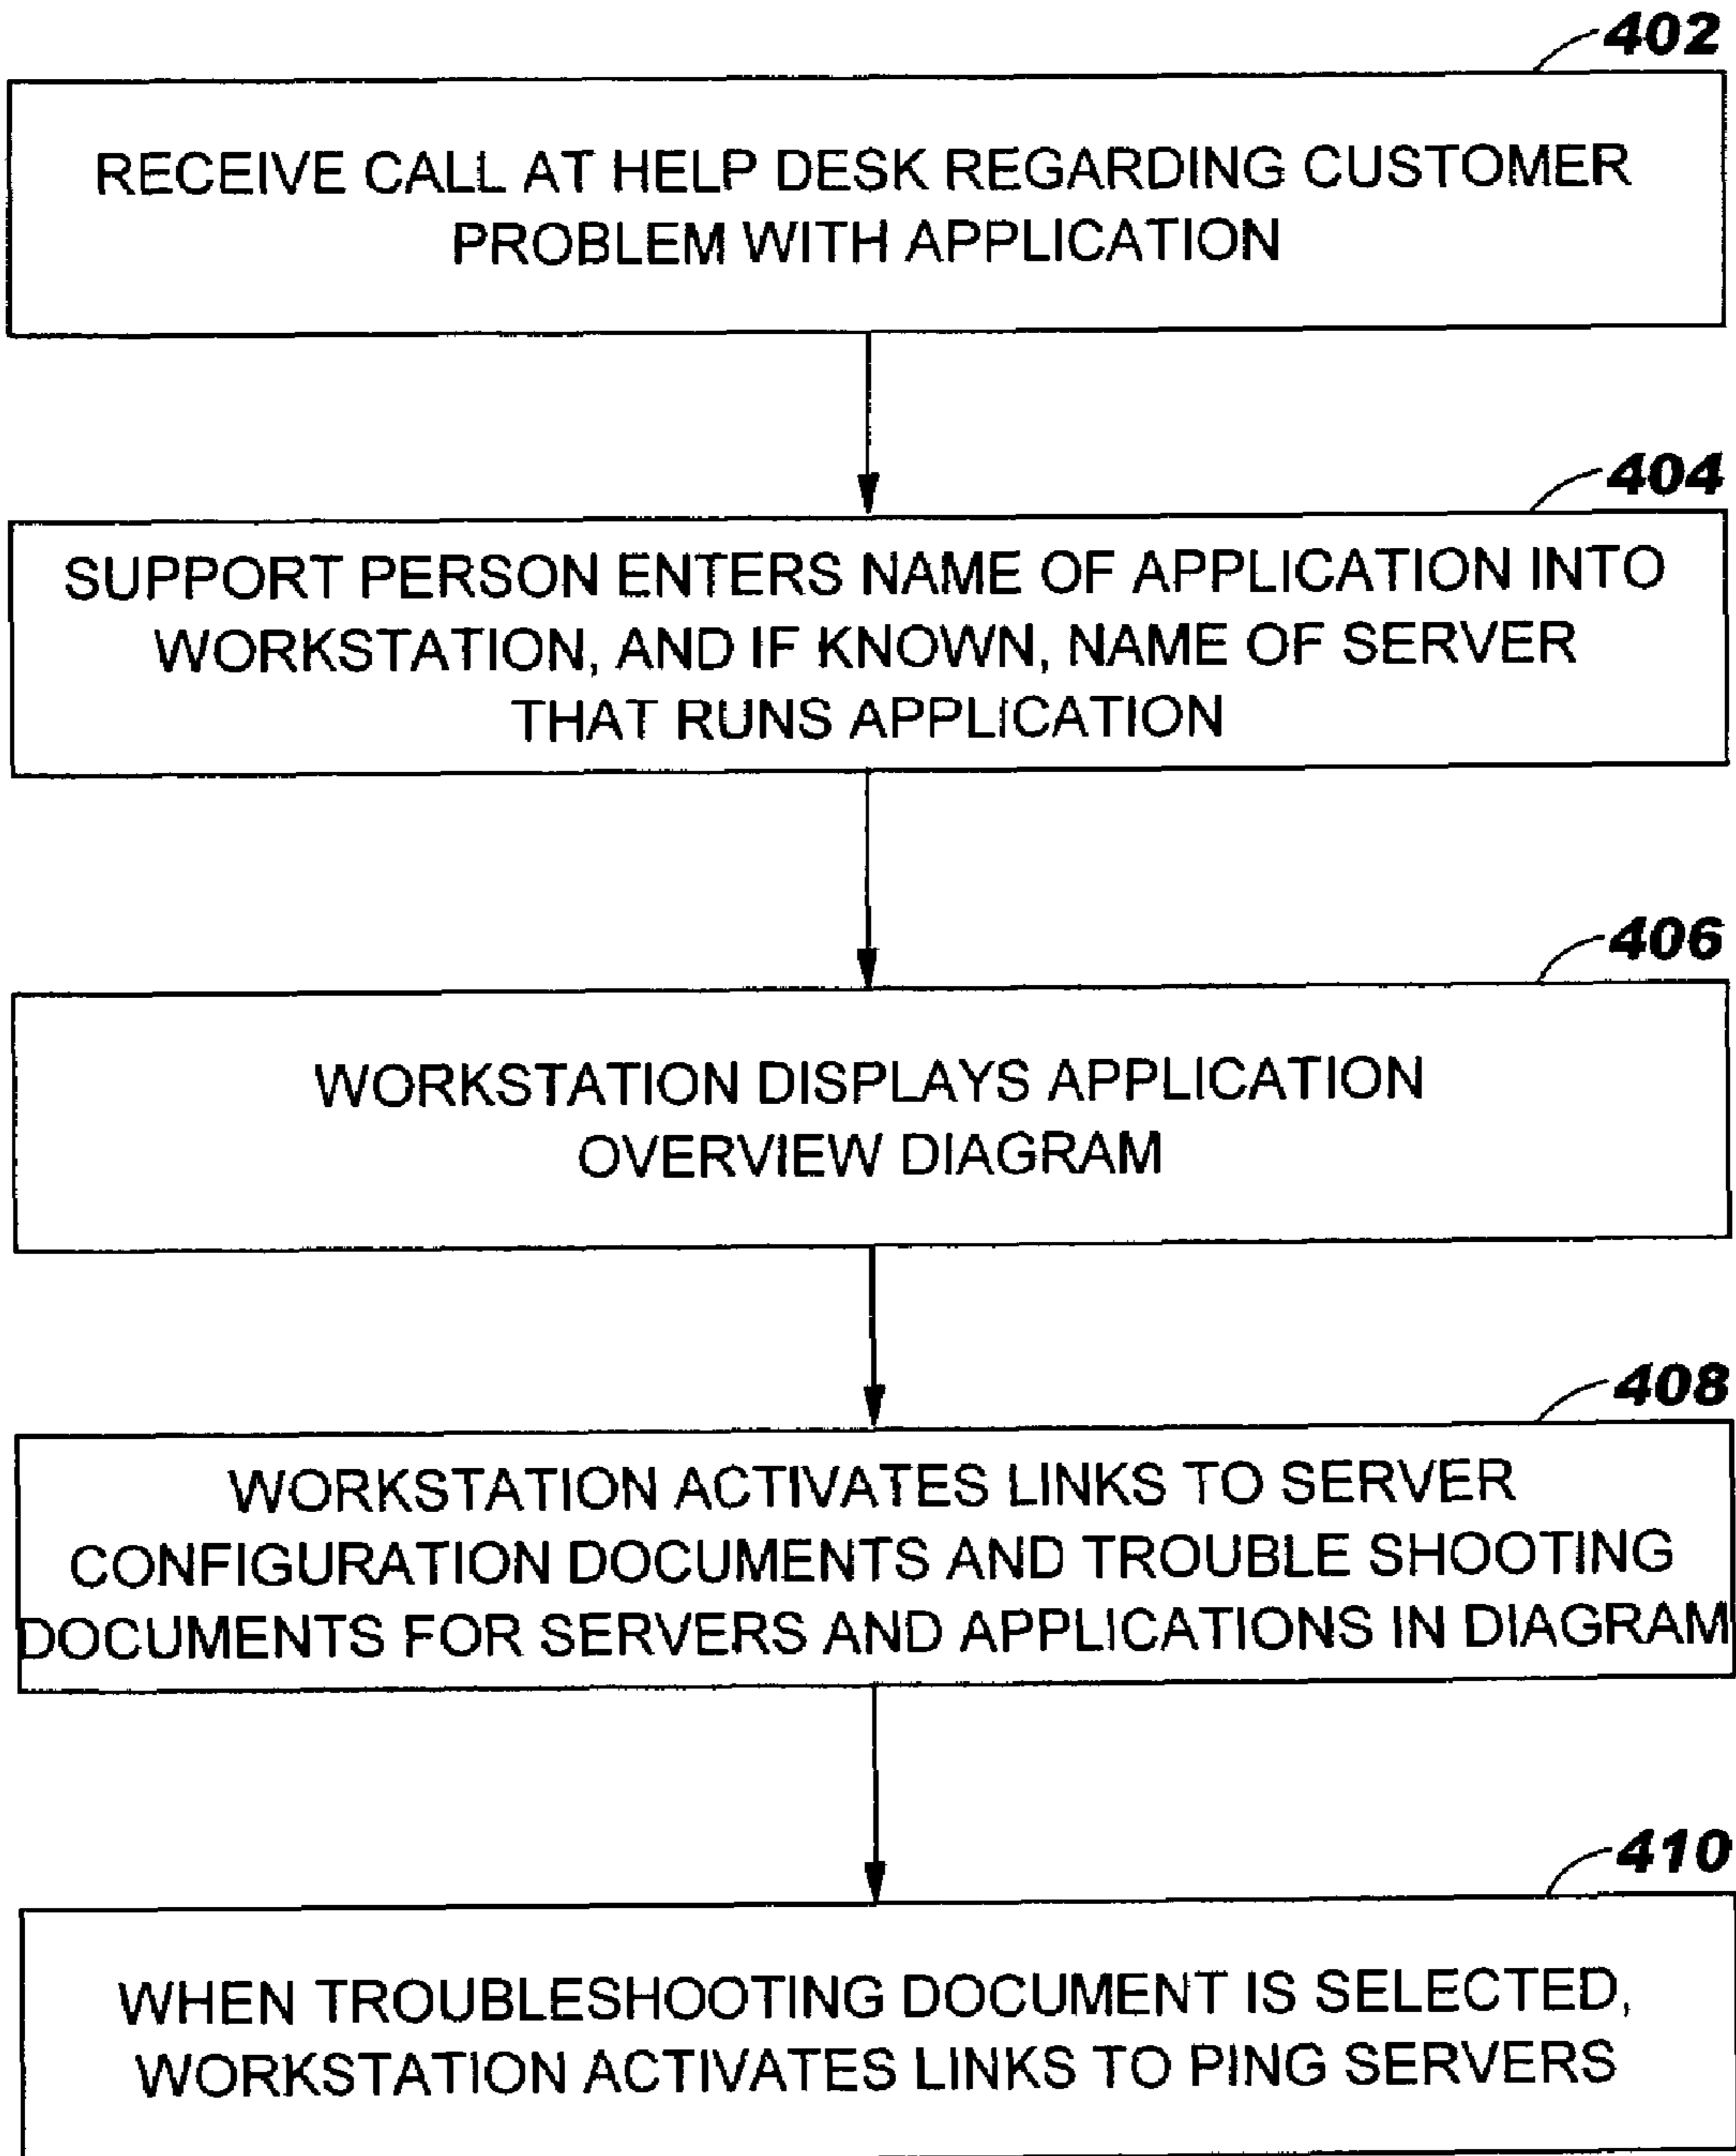 402
RECEIVE CALL AT HELP DESK REGARDING CUSTOMER
PROBLEM WITH APPLICATION
404
SUPPORT PERSON ENTERS NAME OF APPLICATION INTO
WORKSTATION, AND IF KNOWN, NAME OF SERVER
THAT RUNS APPLICATION
406
WORKSTATION DISPLAYS APPLICATION
OVERVIEW DIAGRAM
408
WORKSTATION ACTIVATES LINKS TO SERVER
CONFIGURATION DOCUMENTS AND TROUBLE SHOOTING
DOCUMENTS FOR SERVERS AND APPLICATIONS IN DIAGRAM
410
WHEN TROUBLESHOOTING DOCUMENT IS SELECTED,
WORKSTATION ACTIVATES LINKS TO PING SERVERS